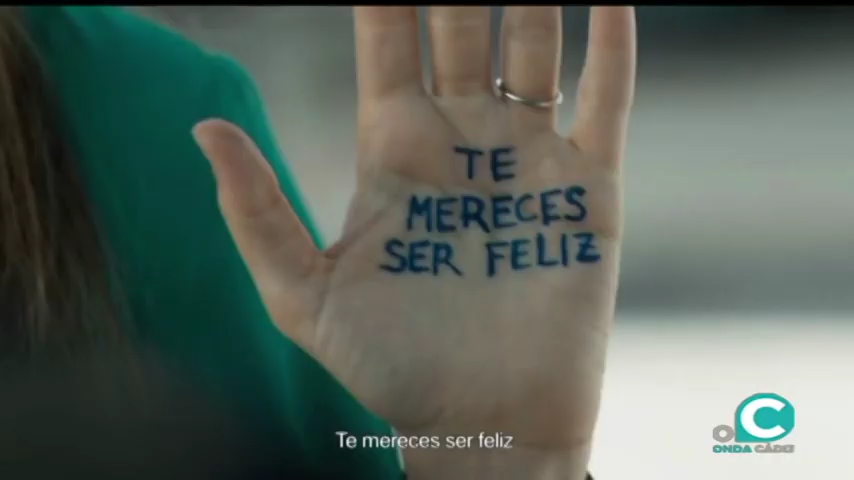 TE
MERECES
SER FELIZ
Te mereces ser feliz
C
ONDA CÁDIZ